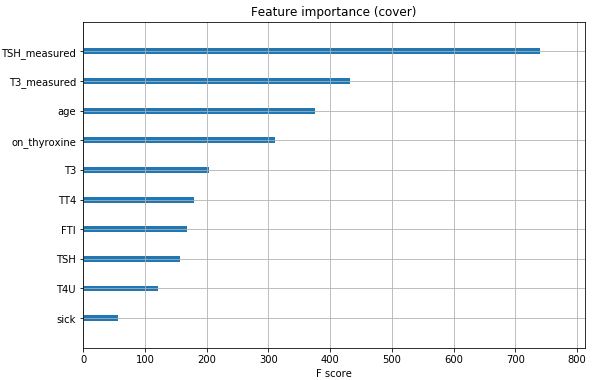 Feature importance (cover)
TSH_measured
T3_measured
age
on_thyroxine
T3
TT4
FTI
TSH
T4U
sick
0 100 200 300 400 500 600 700 800
F score